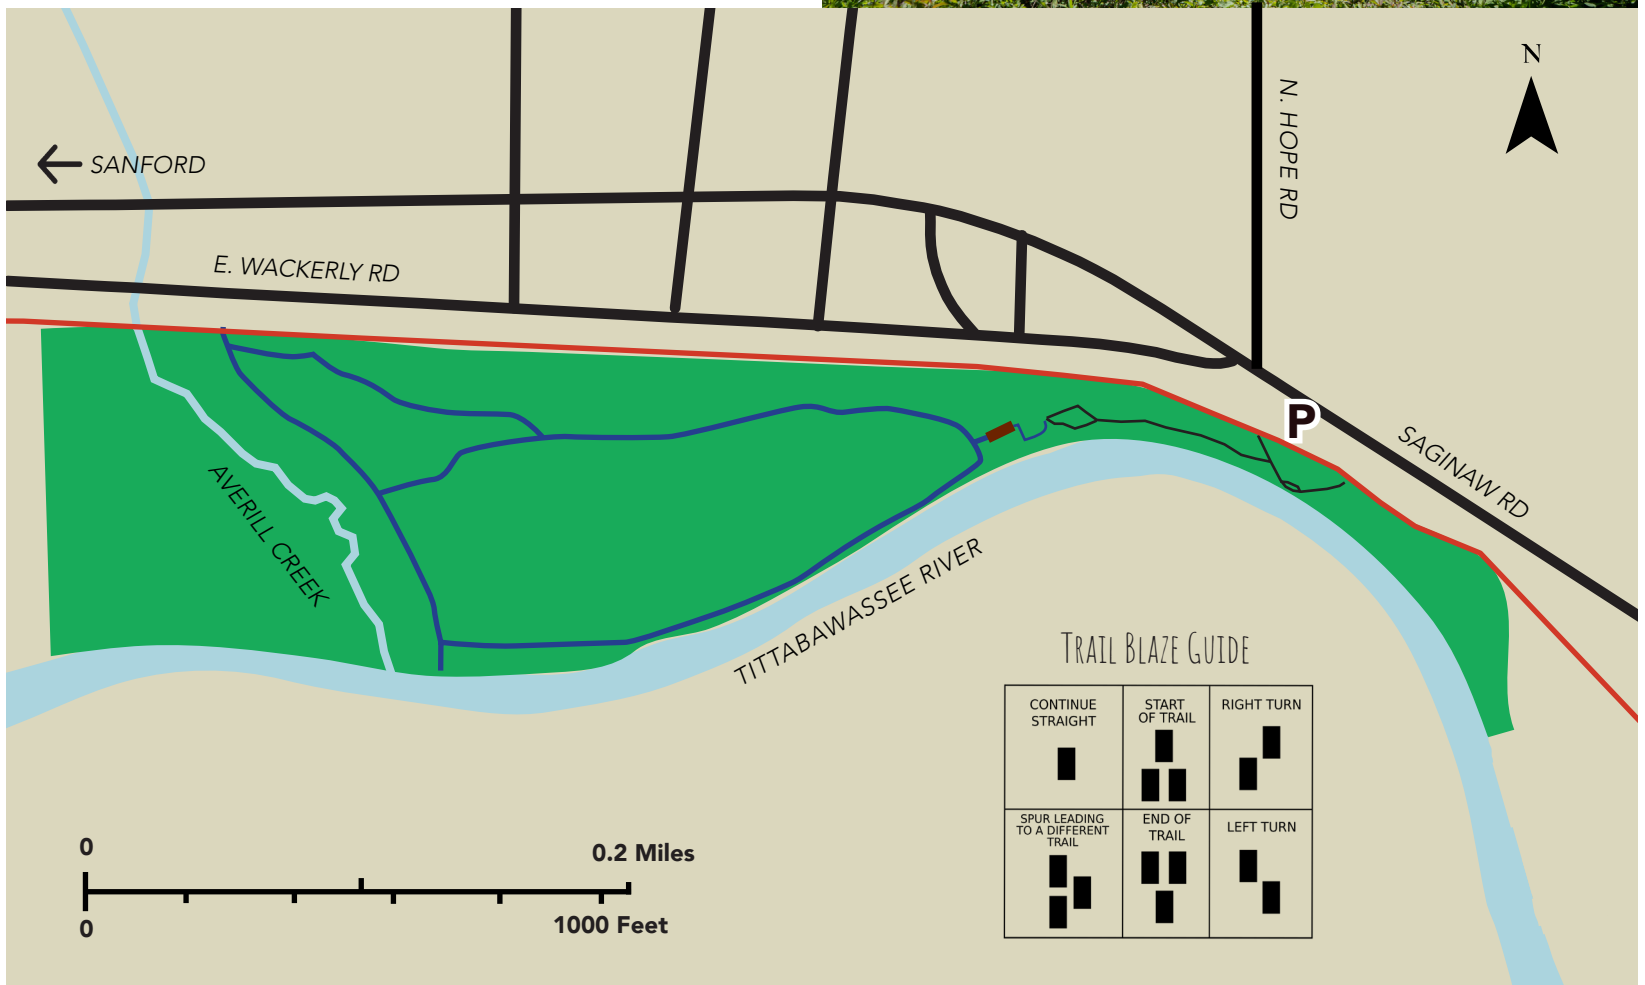 N
N. HOPE RD
SANFORD
E. WACKERLY RD
P
SAGINAW RD
AVERILL CREEK
TITTABAWASSEE RIVER
TRAIL BLAZE GUIDE
CONTINUE
STRAIGHT
START
OF TRAIL
RIGHT TURN
SPUR LEADING
TO A DIFFERENT
TRAIL
END OF
TRAIL
LEFT TURN
0
0.2 Miles
0
1000 Feet